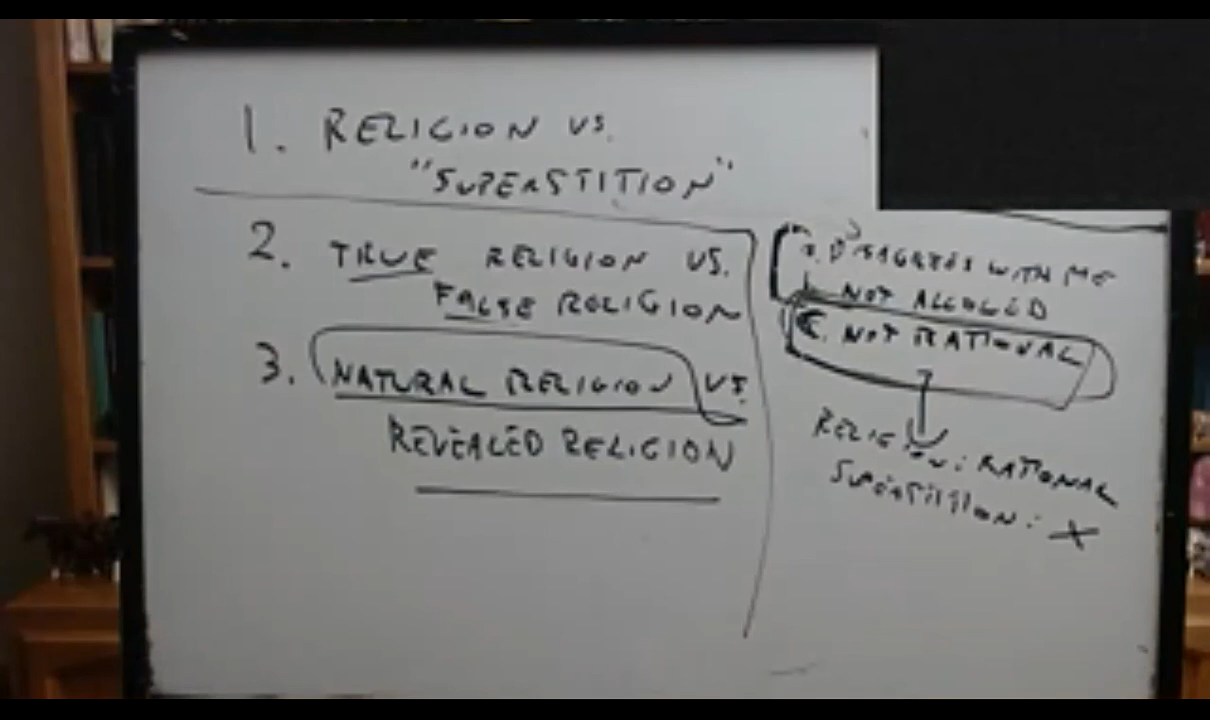 1. RELIGION VS.
"SUPERSTITION"
2. TRUE RELIGION VS.
FALSE RELIGION
3. NATURAL RELIGION VS.
REVEALED RELIGION
DISAGREES WITH ME
NOT ALLOWED
C. NOT RATIONAL
RELIGION: RATIONAL
SUPERSTITION: X